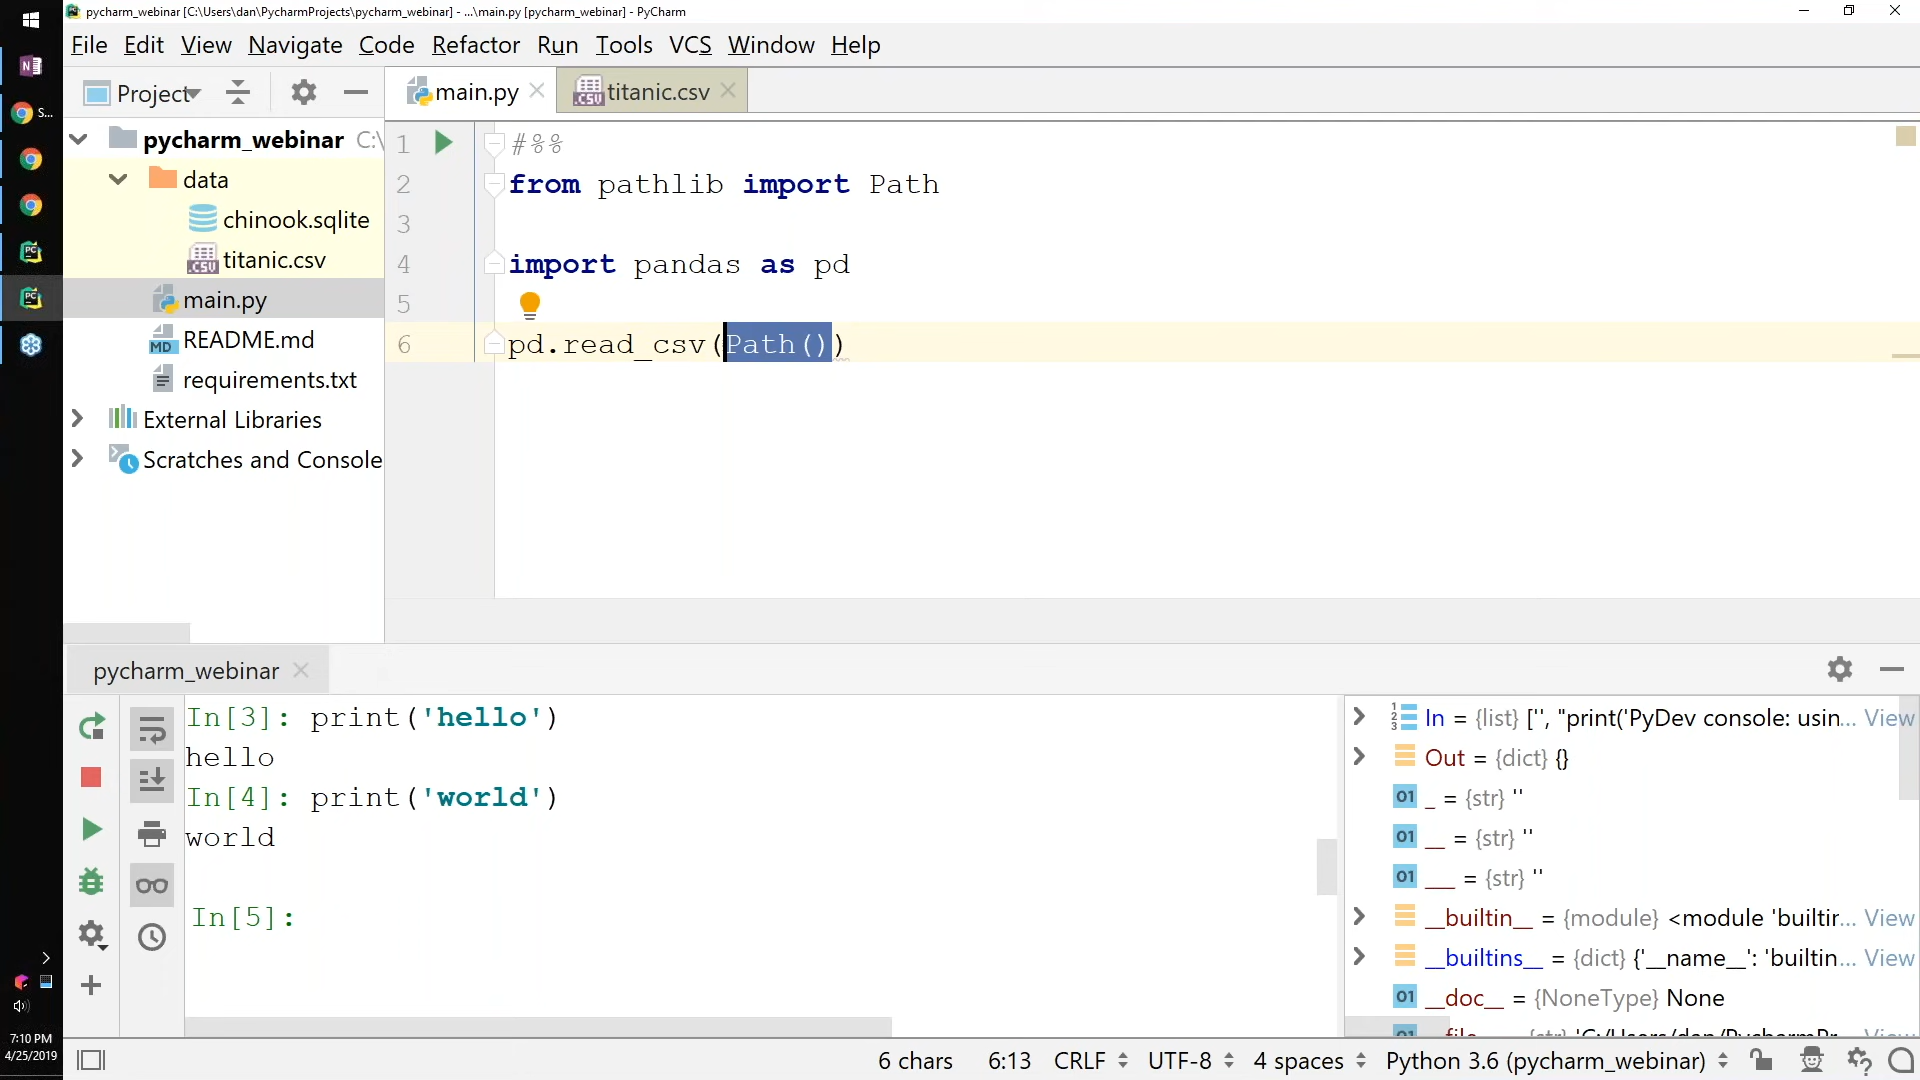 pycharm_webinar [C:\Users\dan\PycharmProjects\pycharm_webinar] - ...\main.py [pycharm_webinar] - PyCharm
File Edit View Navigate Code Refactor Run Tools VCS Window Help
Project
main.py
titanic.csv
pycharm_webinar C:\
data
chinook.sqlite
titanic.csv
main.py
README.md
requirements.txt
External Libraries
Scratches and Console
1 #%%
2 from pathlib import Path
3
4 import pandas as pd
5
6 pd.read_csv(Path())
pycharm_webinar
In[3]: print('hello')
hello
In[4]: print('world')
world
In[5]:
In = {list} ['', "print('PyDev console: usin... View
Out = {dict} {}
_ = {str} ''
__ = {str} ''
___ = {str} ''
__builtin__ = {module} <module 'builtir... View
__builtins__ = {dict} {'__name__': 'builtin... View
__doc__ = {NoneType} None
S...
7:10 PM
4/25/2019
6 chars 6:13 CRLF UTF-8 4 spaces Python 3.6 (pycharm_webinar)